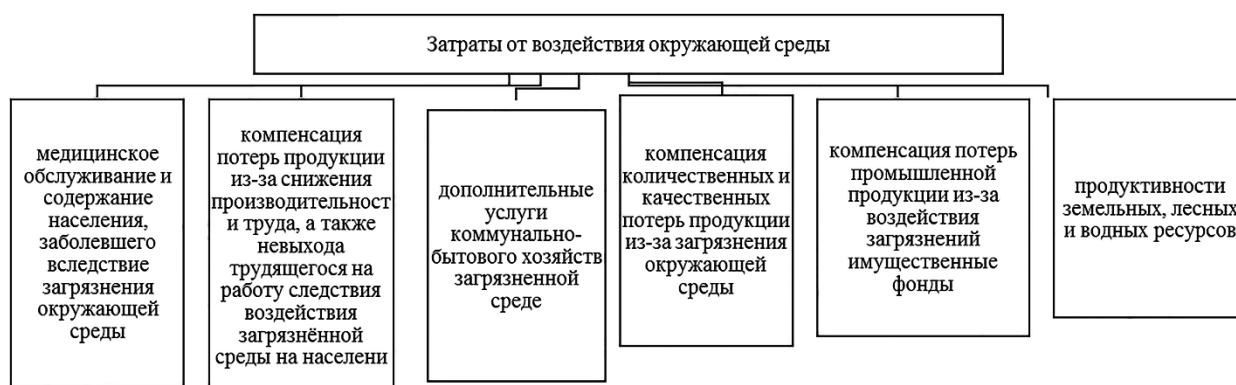 Затраты от воздействия окружающей среды
медицинское
обслуживание и
содержание
населения,
заболевшего
вследствие
загрязнения
окружающей
среды
компенсация
потерь продукции
из-за снижения
производительност
и труда, а также
невыхода
трудящегося на
работу следствия
воздействия
загрязнённой
среды на населени
дополнительные
услуги
коммунально-
бытового хозяйств
загрязненной
среде
компенсация
количественных и
качественных
потерь продукции
из-за загрязнения
окружающей
среды
компенсация потерь
промышленной
продукции из-за
воздействия
загрязнений
имущественные
фонды
продуктивности
земельных, лесных
и водных ресурсов